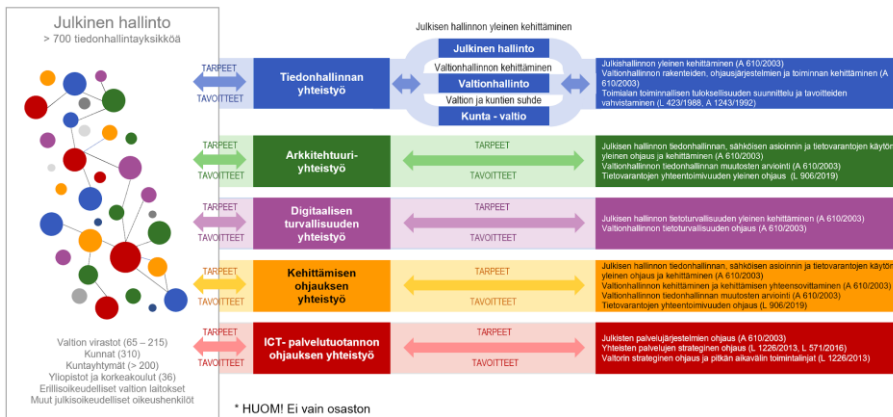 Julkinen hallinto
> 700 tiedonhallintayksikköä
Valtion virastot (65 – 215)
Kunnat (310)
Kuntayhtymät (> 200)
Yliopistot ja korkeakoulut (36)
Erillisoikeudelliset valtion laitokset
Muut julkisoikeudelliset oikeushenkilöt
Julkisen hallinnon yleinen kehittäminen
TARPEET
TAVOITTEET
Tiedonhallinnan
yhteistyö
Julkinen hallinto
Valtionhallinnon kehittäminen
Valtionhallinto
Valtion ja kuntien suhde
Kunta - valtio
Julkishallinnon yleinen kehittäminen (A 610/2003)
Valtionhallinnon rakenteiden, ohjausjärjestelmien ja toiminnan kehittäminen (A
610/2003)
Toimialan toiminnallisen tuloksellisuuden suunnittelu ja tavoitteiden
vahvistaminen (L 423/1988, A 1243/1992)
TARPEET
TAVOITTEET
Arkkitehtuuri-
yhteistyö
TARPEET
TAVOITTEET
Julkisen hallinnon tiedonhallinnan, sähköisen asioinnin ja tietovarantojen käytön
yleinen ohjaus ja kehittäminen (A 610/2003)
Valtionhallinnon tiedonhallinnan muutosten arviointi (A 610/2003)
Tietovarantojen yhteentoimivuuden yleinen ohjaus (L 906/2019)
TARPEET
TAVOITTEET
Digitaalisen
turvallisuuden
yhteistyö
TARPEET
TAVOITTEET
Julkisen hallinnon tietoturvallisuuden yleinen kehittäminen (A 610/2003)
Valtionhallinnon tietoturvallisuuden ohjaus (A 610/2003)
TARPEET
TAVOITTEET
Kehittämisen
ohjauksen
yhteistyö
TARPEET
TAVOITTEET
Julkisen hallinnon tiedonhallinnan, sähköisen asioinnin ja tietovarantojen käytön
yleinen ohjaus ja kehittäminen (A 610/2003)
Valtionhallinnon kehittäminen ja kehittämisen yhteensovittaminen (A 610/2003)
Valtionhallinnon tiedonhallinnan muutosten arviointi (A 610/2003)
Tietovarantojen yhteentoimivuuden ohjaus (L 906/2019)
TARPEET
TAVOITTEET
ICT- palvelutuotannon
ohjauksen yhteistyö
TARPEET
TAVOITTEET
Julkisten palvelujärjestelmien ohjaus (A 610/2003)
Yhteisten palvelujen strateginen ohjaus (L 1226/2013, L 571/2016)
Valtorin strateginen ohjaus ja pitkän aikavälin toimintalinjat (L 1226/2013)
* HUOM! Ei vain osaston